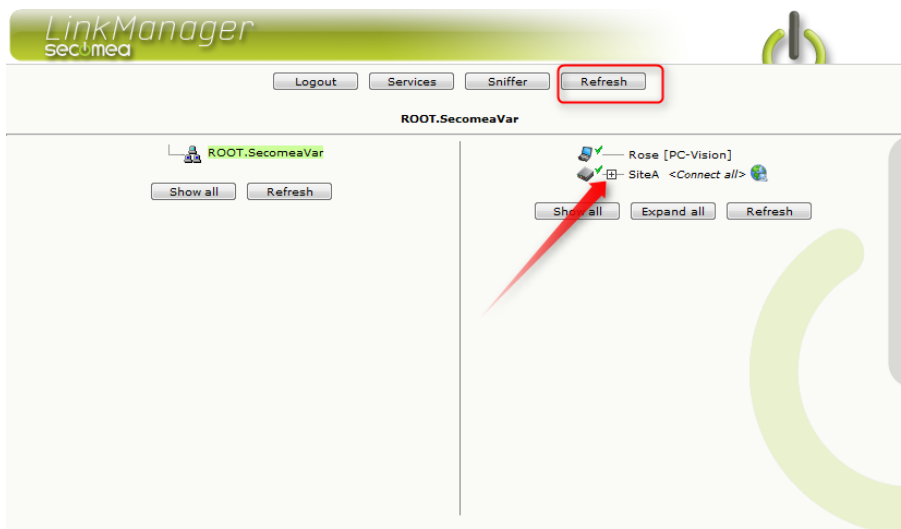 LinkManager
secomea
Logout Services Sniffer Refresh
ROOT.SecomeaVar
ROOT.SecomeaVar
Show all Refresh
Rose [PC-Vision]
SiteA <Connect all>
Show all Expand all Refresh